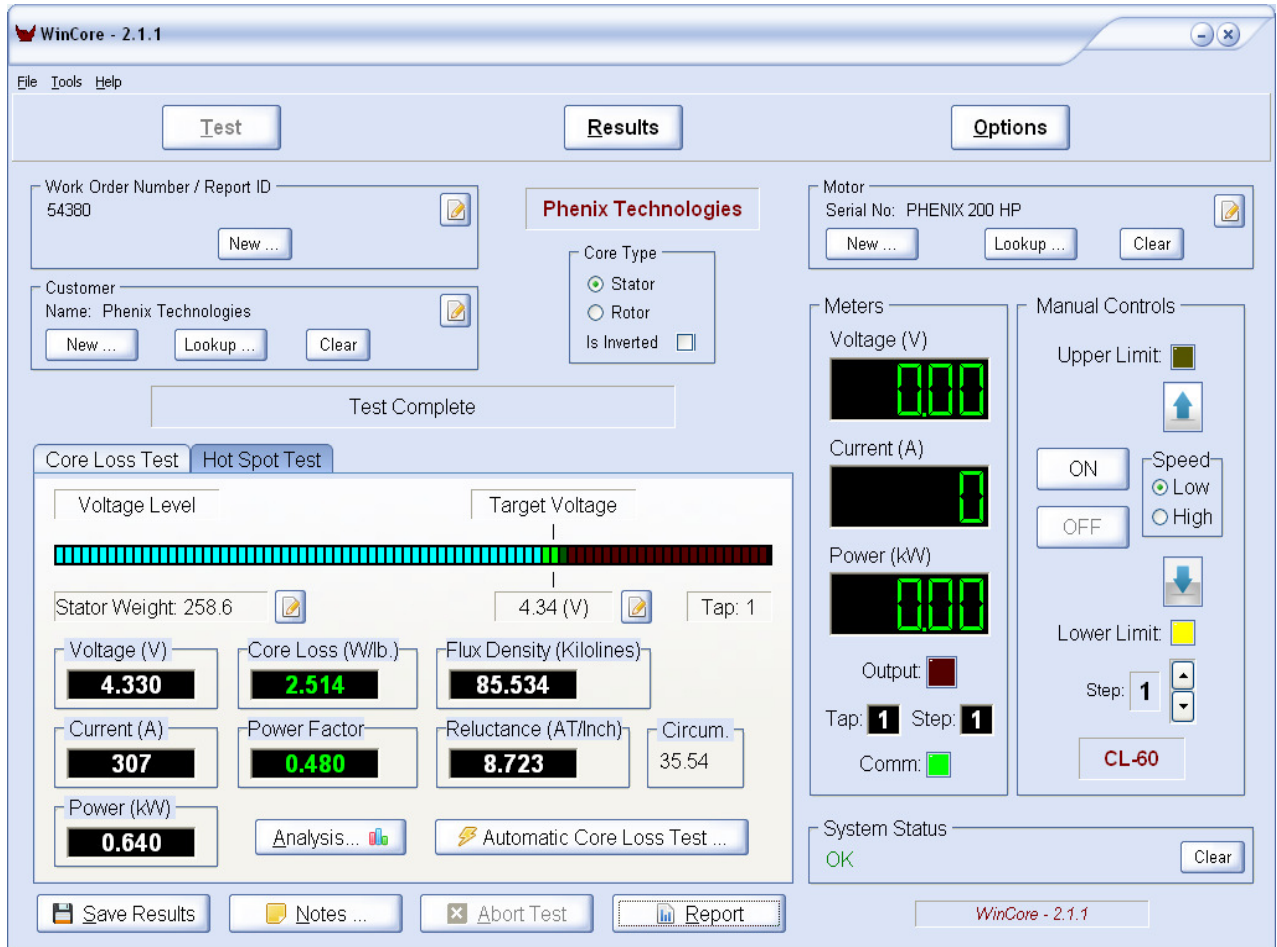 WinCore - 2.1.1
File Tools Help
Test
Results
Options
Work Order Number / Report ID
54380
New ...
Phenix Technologies
Motor
Serial No: PHENIX 200 HP
New ...
Lookup ...
Clear
Customer
Name: Phenix Technologies
New ...
Lookup ...
Clear
Core Type
Stator
Rotor
Is Inverted
Test Complete
Core Loss Test
Hot Spot Test
Voltage Level
Target Voltage
Stator Weight: 258.6
4.34 (V)
Tap: 1
Voltage (V)
4.330
Core Loss (W/lb.)
2.514
Flux Density (Kilolines)
85.534
Current (A)
307
Power Factor
0.480
Reluctance (AT/Inch)
8.723
Circum.
35.54
Power (kW)
0.640
Analysis...
Automatic Core Loss Test ...
Save Results
Notes ...
Abort Test
Report
Meters
Voltage (V)
0.00
Current (A)
0
Power (kW)
0.00
Output:
Tap: 1 Step: 1
Comm:
Manual Controls
Upper Limit:
ON
OFF
Speed
Low
High
Lower Limit:
Step: 1
CL-60
System Status
OK
Clear
WinCore - 2.1.1